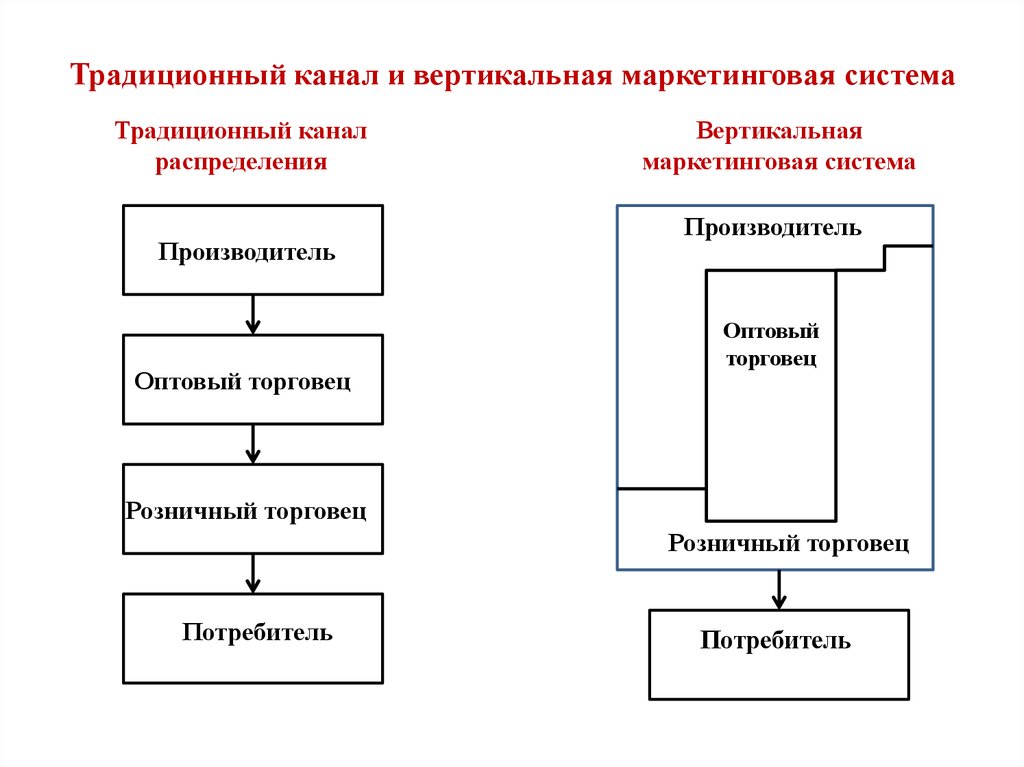 Традиционный канал и вертикальная маркетинговая система
Традиционный канал
распределения
Производитель
Оптовый торговец
Розничный торговец
Потребитель
Вертикальная
маркетинговая система
Производитель
Оптовый
торговец
Розничный торговец
Потребитель